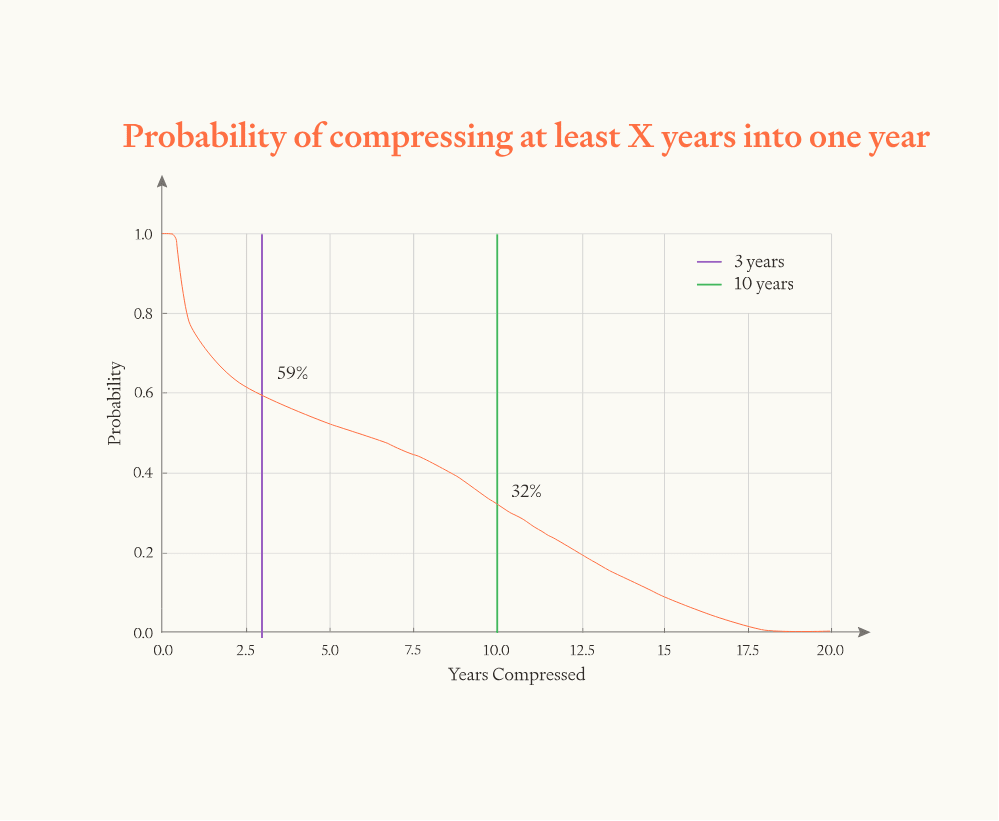 Probability of compressing at least X years into one year
1.0
3 years
10 years
0.8
59%
0.6
Probability
0.4
32%
0.2
0.0
0.0 2.5 5.0 7.5 10.0 12.5 15 17.5 20.0
Years Compressed